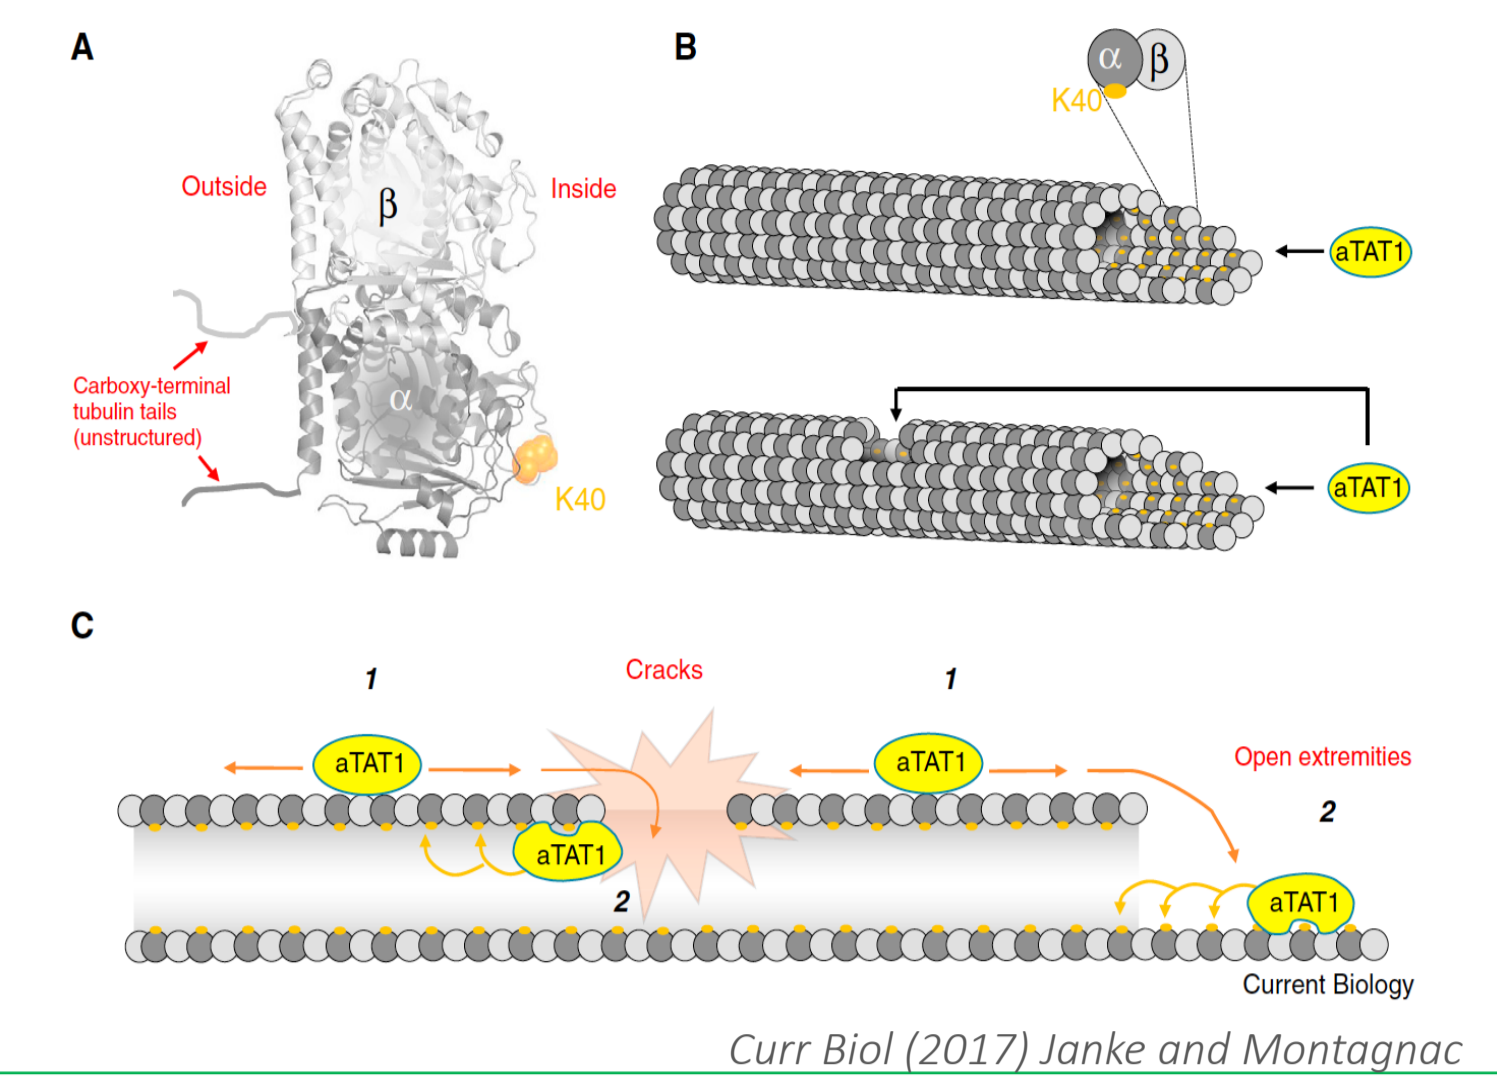 A
Outside
β
Inside
Carboxy-terminal
tubulin tails
(unstructured)
α
K40
B
α β
K40
aTAT1
aTAT1
C
1
Cracks
1
aTAT1
aTAT1
Open extremities
2
aTAT1
2
aTAT1
Current Biology
Curr Biol (2017) Janke and Montagnac